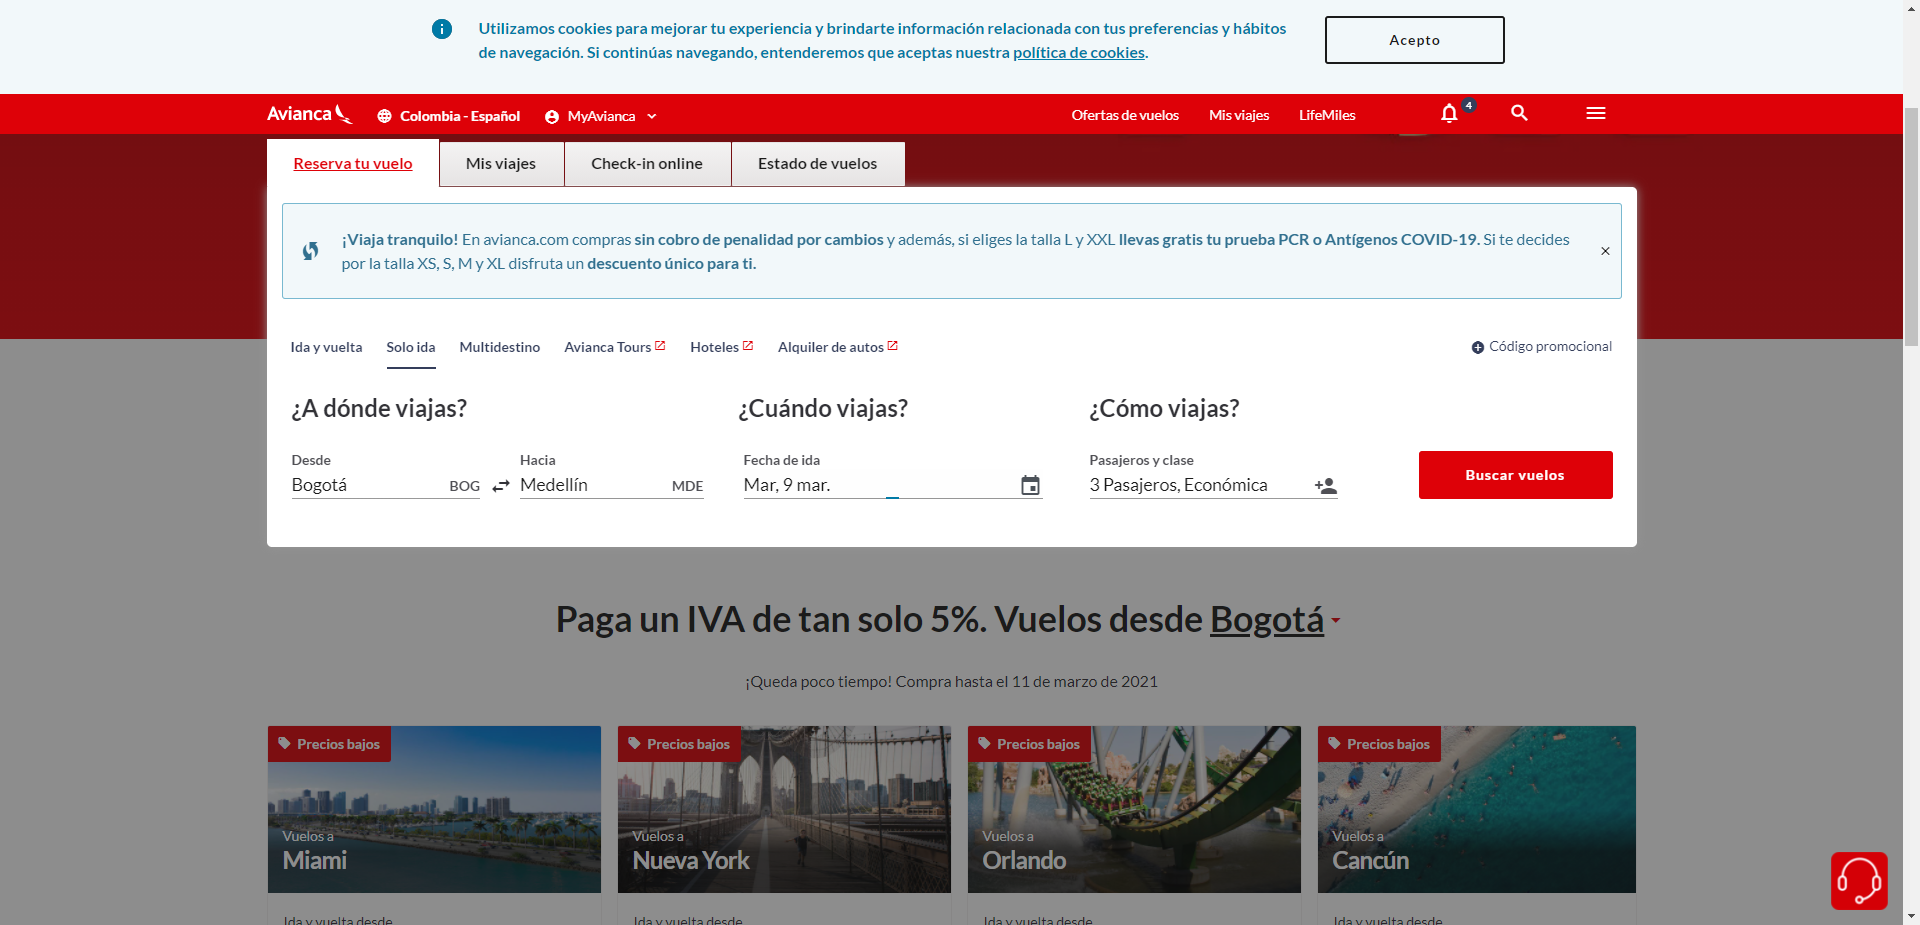 Utilizamos cookies para mejorar tu experiencia y brindarte información relacionada con tus preferencias y hábitos
de navegación. Si continúas navegando, entenderemos que aceptas nuestra política de cookies.
Acepto
Avianca
Colombia - Español
MyAvianca
Ofertas de vuelos
Mis viajes
LifeMiles
4
Reserva tu vuelo
Mis viajes
Check-in online
Estado de vuelos
¡Viaja tranquilo! En avianca.com compras sin cobro de penalidad por cambios y además, si eliges la talla L y XXL llevas gratis tu prueba PCR o Antígenos COVID-19. Si te decides
por la talla XS, S, M y XL disfruta un descuento único para ti.
Ida y vuelta
Solo ida
Multidestino
Avianca Tours
Hoteles
Alquiler de autos
Código promocional
¿A dónde viajas?
¿Cuándo viajas?
¿Cómo viajas?
Desde
Hacia
Fecha de ida
Pasajeros y clase
Bogotá
BOG
Medellín
MDE
Mar, 9 mar.
3 Pasajeros, Económica
Buscar vuelos
Paga un IVA de tan solo 5%. Vuelos desde Bogotá
¡Queda poco tiempo! Compra hasta el 11 de marzo de 2021
Precios bajos
Vuelos a
Miami
Ida y vuelta desde
Precios bajos
Vuelos a
Nueva York
Ida y vuelta desde
Precios bajos
Vuelos a
Orlando
Ida y vuelta desde
Precios bajos
Vuelos a
Cancún
Ida y vuelta desde